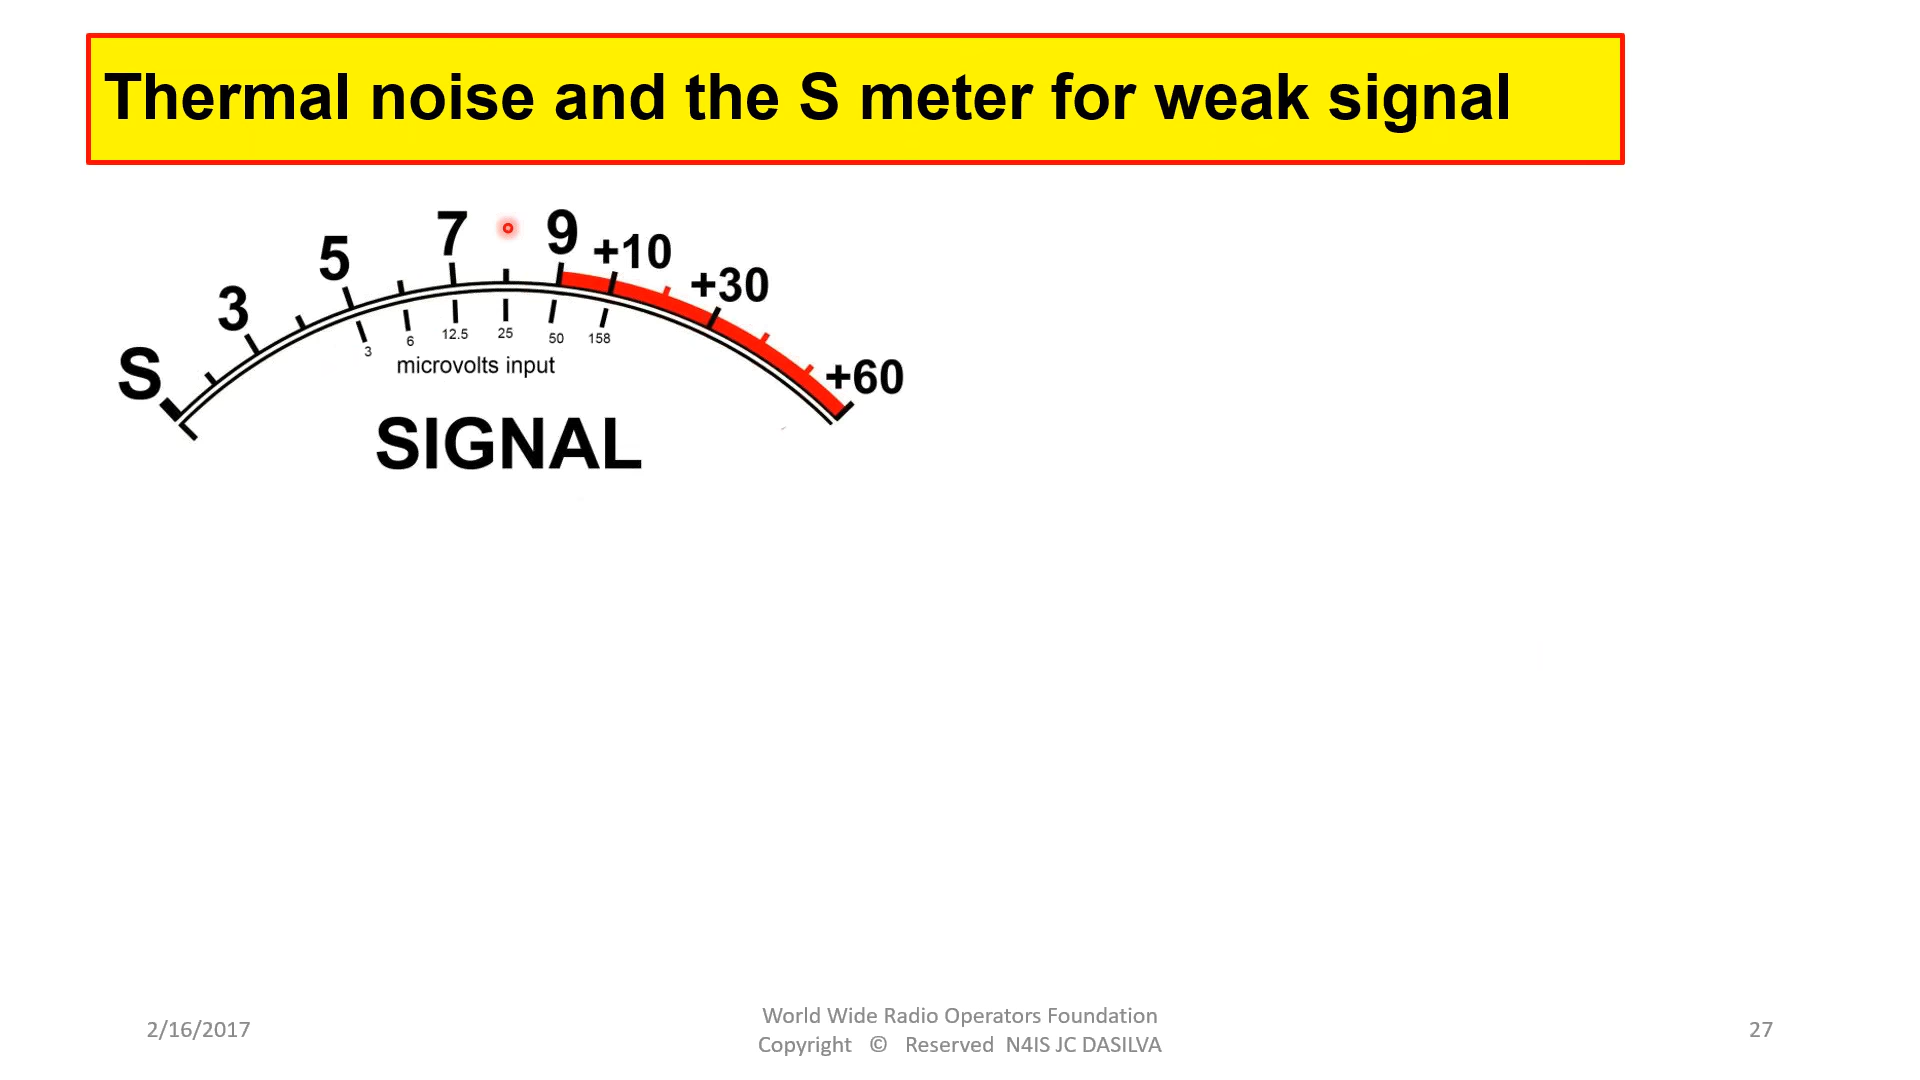 Thermal noise and the S meter for weak signal
S 3 5 7 9 +10 +30 +60
3 6 12.5 25 50 158
microvolts input
SIGNAL
2/16/2017
World Wide Radio Operators Foundation
Copyright © Reserved N4IS JC DASILVA
27